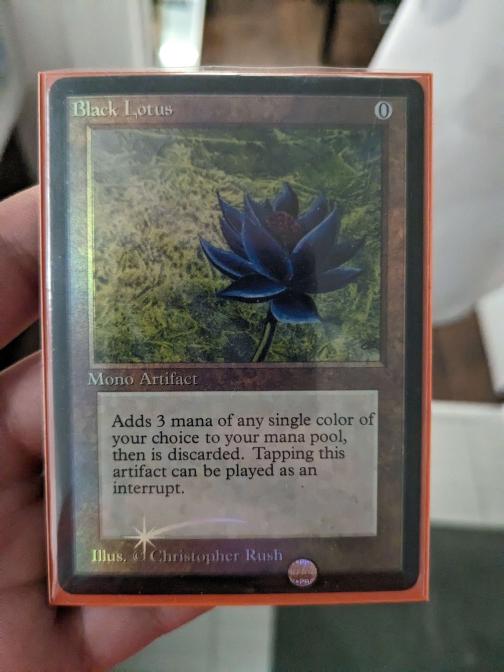 Black Lotus
0
Mono Artifact
Adds 3 mana of any single color of
your choice to your mana pool,
then is discarded. Tapping this
artifact can be played as an
interrupt.
Illus. © Christopher Rush